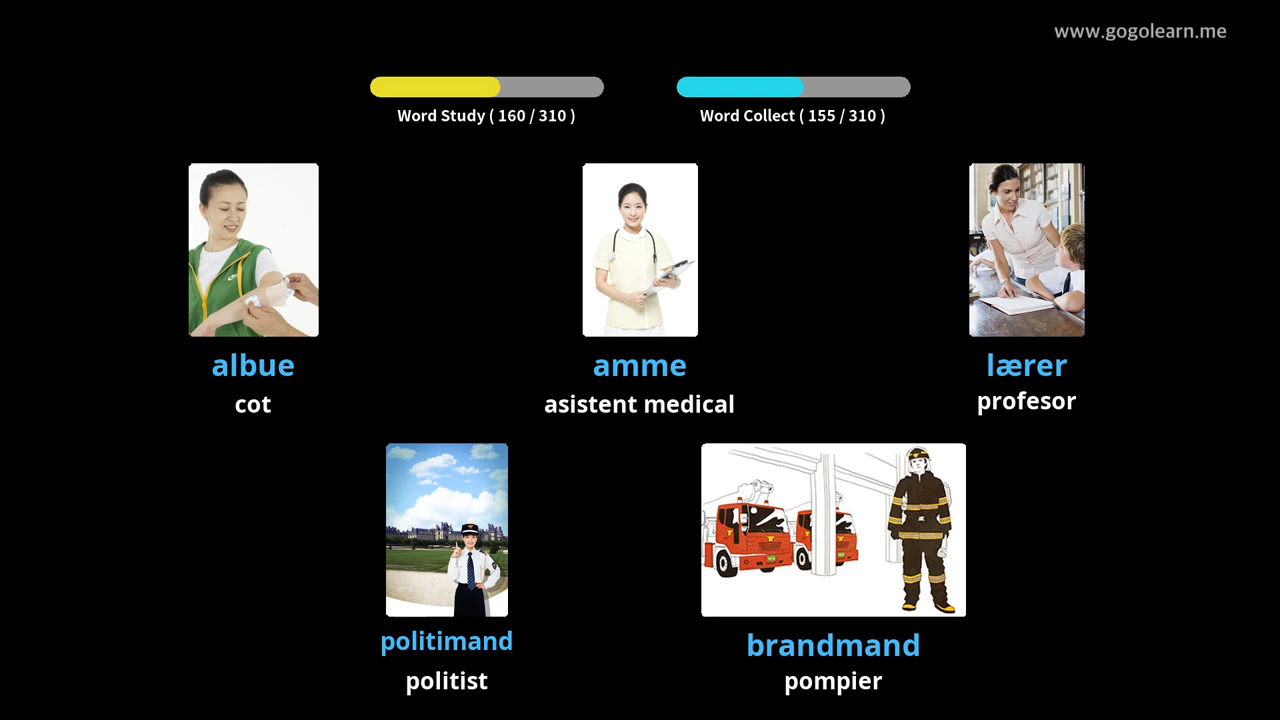 www.gogolearn.me
Word Study ( 160 / 310 )
Word Collect ( 155 / 310 )
albue
cot
amme
asistent medical
lærer
profesor
politimand
politist
brandmand
pompier